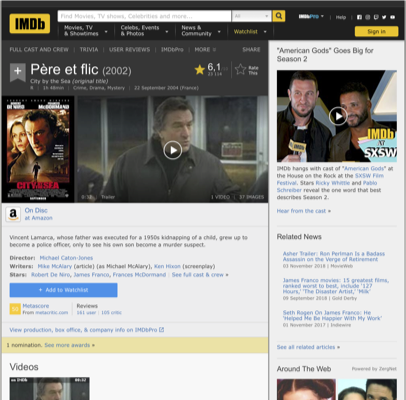 IMDb
Find Movies, TV shows, Celebrities and more...
All
IMDbPro
Help
Movies, TV
& Showtimes
Celebs, Events
& Photos
News &
Community
Watchlist
Sign in
FULL CAST AND CREW | TRIVIA | USER REVIEWS | IMDbPro | MORE
SHARE
Père et flic (2002)
City by the Sea (original title)
R | 1h 48min | Crime, Drama, Mystery | 22 September 2004 (France)
6,1
Rate
This
CITY BY THE SEA
Trailer
1 VIDEO | 37 IMAGES
On Disc
at Amazon
Vincent Lamarca, whose father was executed for a 1950s kidnapping of a child, grew up to
become a police officer, only to see his own son become a murder suspect.
Director: Michael Caton-Jones
Writers: Mike McAlary (article) (as Michael McAlary), Ken Hixon (screenplay)
Stars: Robert De Niro, James Franco, Frances McDormand | See full cast & crew »
+ Add to Watchlist
Metascore
From metacritic.com
Reviews
161 user | 105 critic
View production, box office, & company info on IMDbPro
1 nomination. See more awards »
Videos
"American Gods" Goes Big for
Season 2
IMDb
AT
SXSW
IMDb hangs with cast of "American Gods" at
the House on the Rock at the SXSW Film
Festival. Stars Ricky Whittle and Pablo
Schreiber reveal the one word that best
describes Season 2.
Hear from the cast »
Related News
Asher Trailer: Ron Perlman Is a Badass
Assassin on the Verge of Retirement
03 November 2018 | MovieWeb
James Franco movies: 15 greatest films,
ranked worst to best, include '127
Hours,' 'The Disaster Artist,' 'Milk'
09 September 2018 | Gold Derby
Seth Rogen On James Franco: He
'Helped Me Be Happier With My Work'
01 November 2017 | Indiewire
See all related articles »
Around The Web
Powered by ZergNet